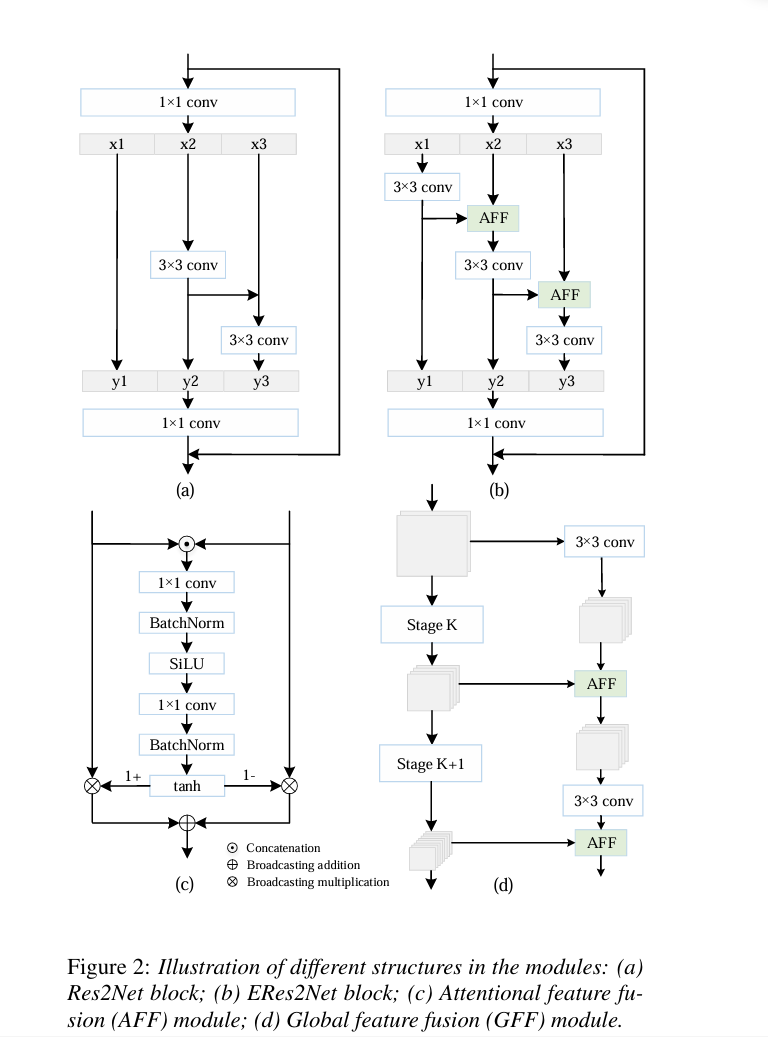 1×1 conv
x1 x2 x3
3×3 conv
3×3 conv
y1 y2 y3
1×1 conv
(a)
1×1 conv
x1 x2 x3
3×3 conv
AFF
3×3 conv
AFF
3×3 conv
y1 y2 y3
1×1 conv
(b)
1×1 conv
BatchNorm
SiLU
1×1 conv
BatchNorm
1+ tanh 1-
Concatenation
Broadcasting addition
Broadcasting multiplication
(c)
3×3 conv
Stage K
AFF
Stage K+1
3×3 conv
AFF
(d)
Figure 2: Illustration of different structures in the modules: (a)
Res2Net block; (b) ERes2Net block; (c) Attentional feature fu-
sion (AFF) module; (d) Global feature fusion (GFF) module.